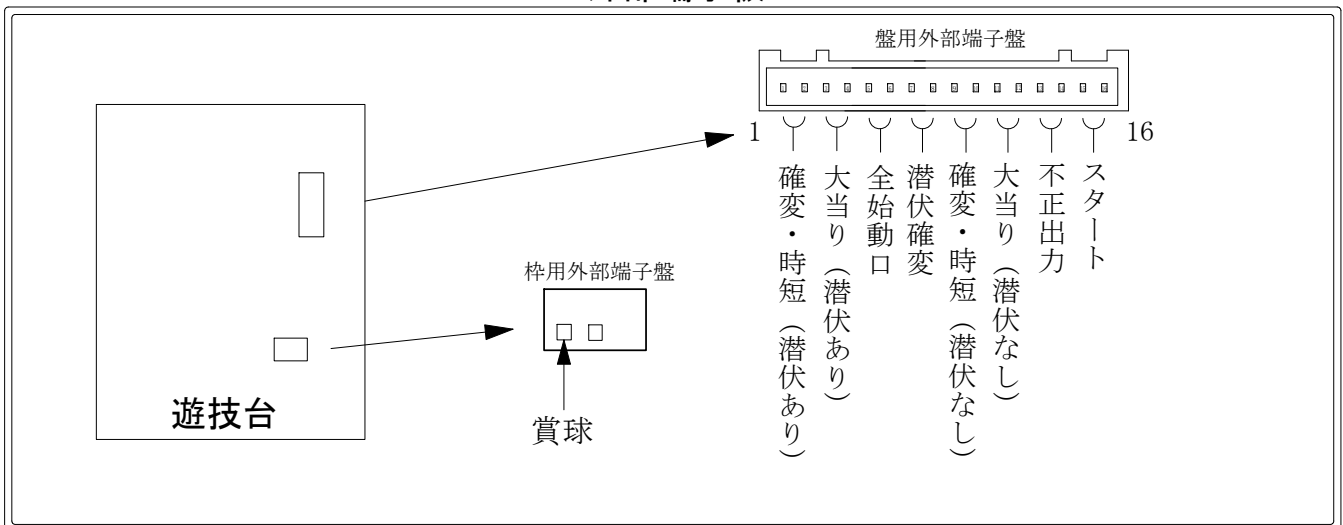 盤用外部端子盤
1
16
確変・時短（潜伏あり）
大当り（潜伏あり）
全始動口
潜伏確変
確変・時短（潜伏なし）
大当り（潜伏なし）
不正出力
スタート
枠用外部端子盤
賞球
遊技台